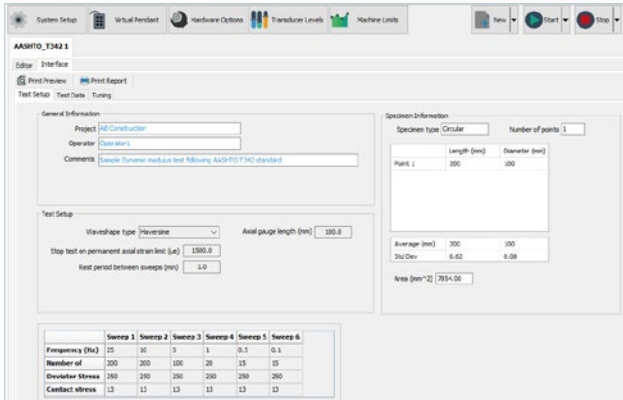 System Setup Virtual Pendant Hardware Options Transducer Levels Machine Limits New Start Stop
AASHTO_T342 1
Editor Interface
Print Preview Print Report
Test Setup Test Data Tuning
General Information
Project AB Construction
Operator Operator1
Comments Sample Dynamic modulus test following AASHTO T342 standard
Specimen Information
Specimen type Circular Number of points 1
Length (mm) Diameter (mm)
Point 1 200 100
Average (mm) 200 100
Std Dev 0.02 0.08
Area (mm^2) 7854.00
Test Setup
Waveshape type Haversine Axial gauge length (mm) 100.0
Stop test on permanent axial strain limit (µe) 1500.0
Rest period between sweeps (min) 1.0
Sweep 1 Sweep 2 Sweep 3 Sweep 4 Sweep 5 Sweep 6
Frequency (Hz) 25 10 5 1 0.5 0.1
Number of 200 200 100 20 15 15
Deviator Stress 250 250 250 250 250 250
Contact stress 13 13 13 13 13 13